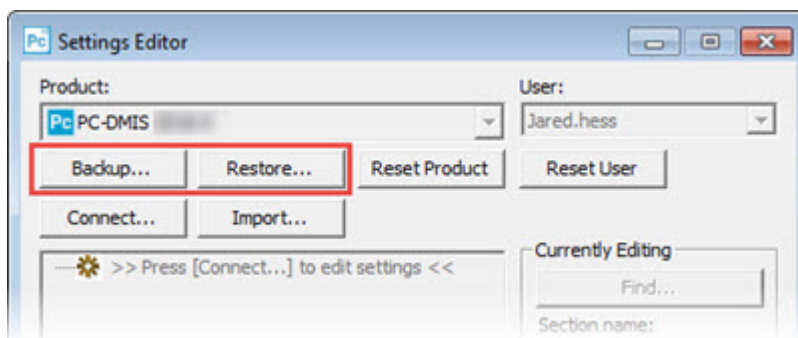 Pc Settings Editor
Product:
User:
Pc PC-DMIS
Jared.hess
Backup...
Restore...
Reset Product
Reset User
Connect...
Import...
>> Press [Connect...] to edit settings <<
Currently Editing
Find...
Section name: